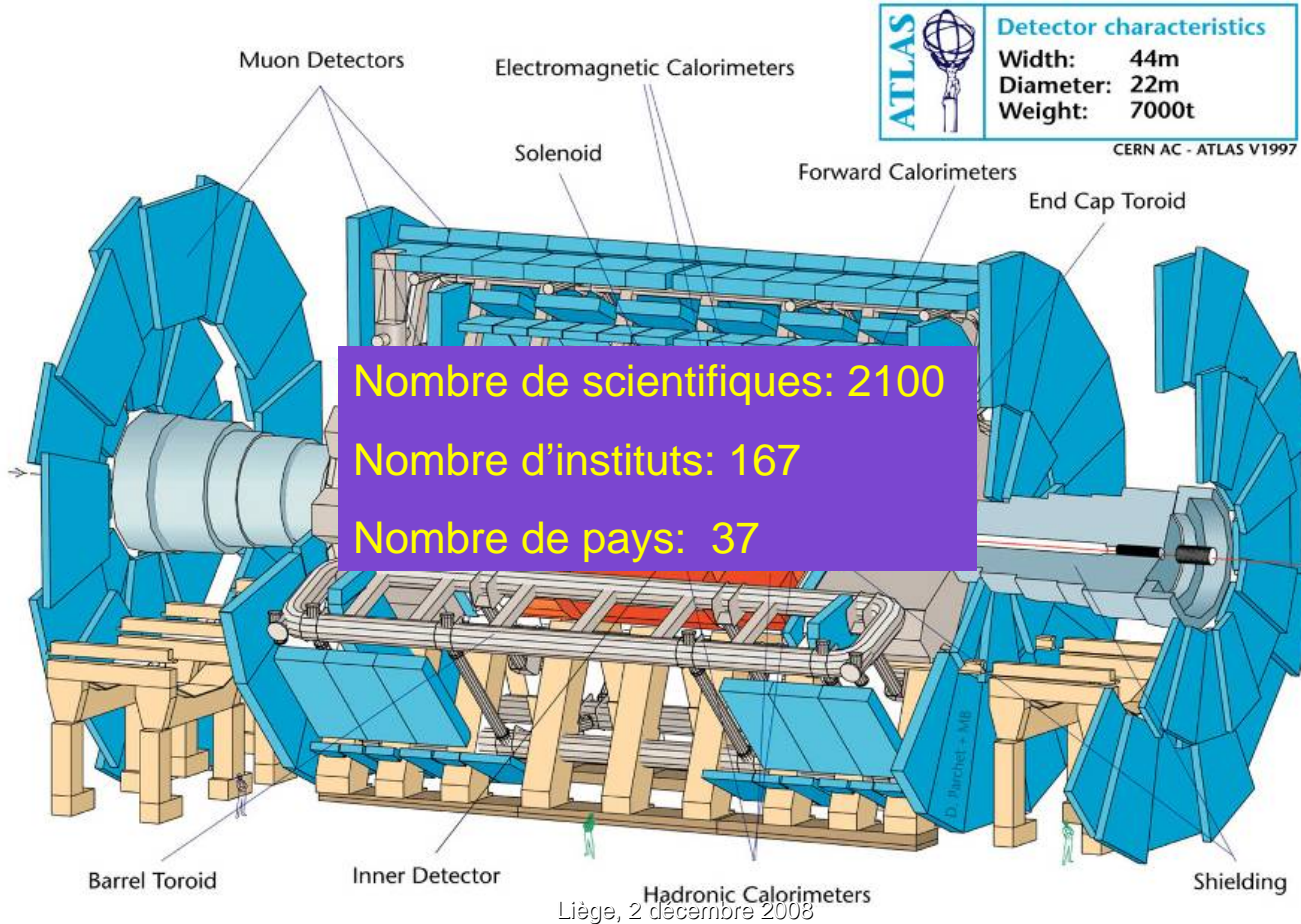 ATLAS
Detector characteristics
Width: 44m
Diameter: 22m
Weight: 7000t
CERN AC - ATLAS V1997
Muon Detectors
Electromagnetic Calorimeters
Solenoid
Forward Calorimeters
End Cap Toroid
Nombre de scientifiques: 2100
Nombre d'instituts: 167
Nombre de pays: 37
D. Parchet - MB
Barrel Toroid
Inner Detector
Hadronic Calorimeters
Shielding
Liège, 2 décembre 2008